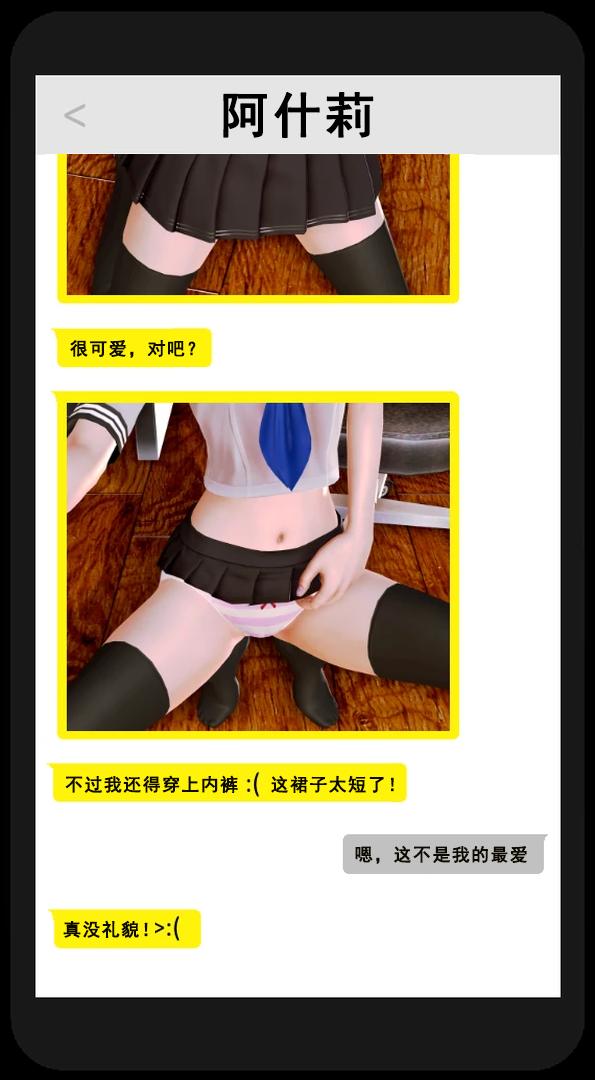 <
阿什莉
很可爱，对吧？
不过我还得穿上内裤 :( 这裙子太短了！
嗯，这不是我的最爱
真没礼貌！>:(